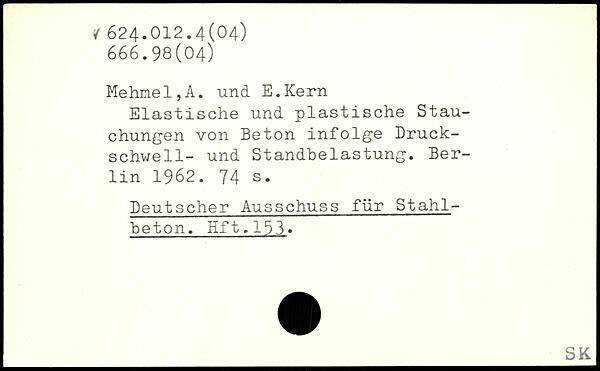 ✓ 624.012.4(04)
666.98(04)
Mehmel,A. und E.Kern
Elastische und plastische Stau-
chungen von Beton infolge Druck-
schwell- und Standbelastung. Ber-
lin 1962. 74 s.
Deutscher Ausschuss für Stahl-
beton. Hft.153.
SK